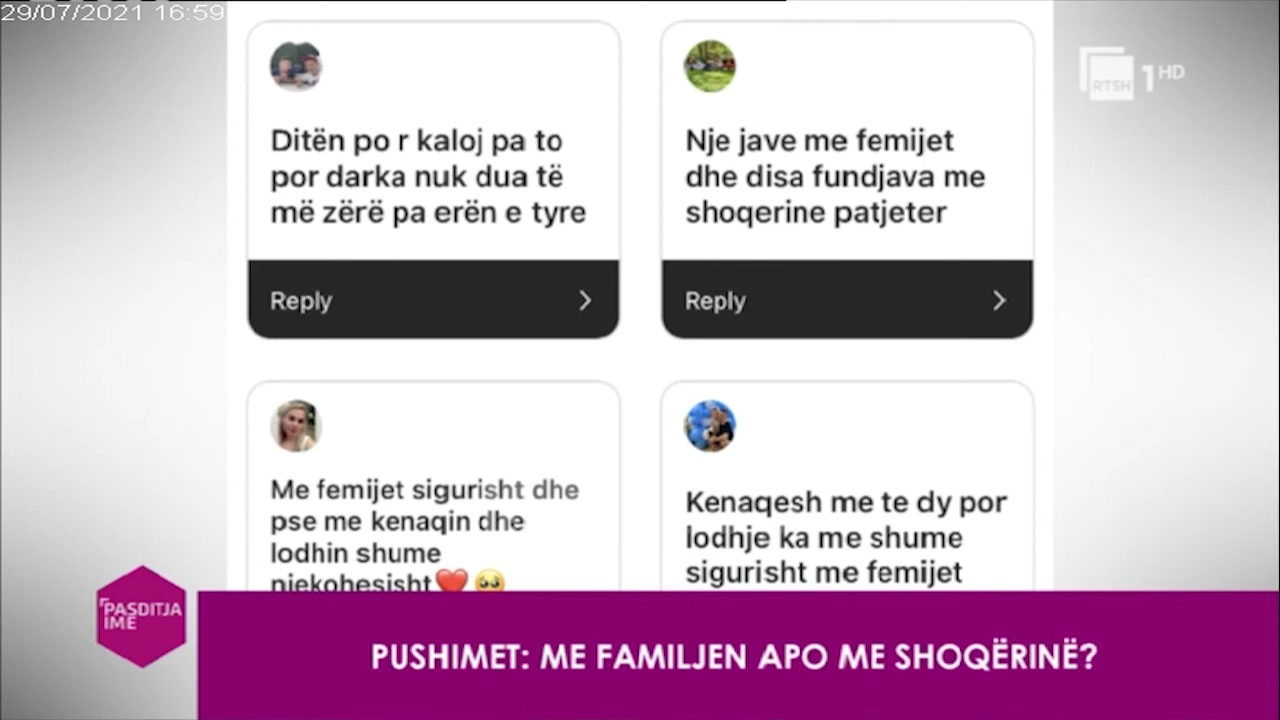 29/07/2021 16:59
RTSH 1 HD
Ditën po r kaloj pa to
por darka nuk dua të
më zërë pa erën e tyre
Reply
Nje jave me femijet
dhe disa fundjava me
shoqerine patjeter
Reply
Me femijet sigurisht dhe
pse me kenaqin dhe
lodhin shume
njekohesisht❤️🥹
Kenaqesh me te dy por
lodhje ka me shume
sigurisht me femijet
PASDITJA
IME
PUSHIMET: ME FAMILJEN APO ME SHOQËRINË?